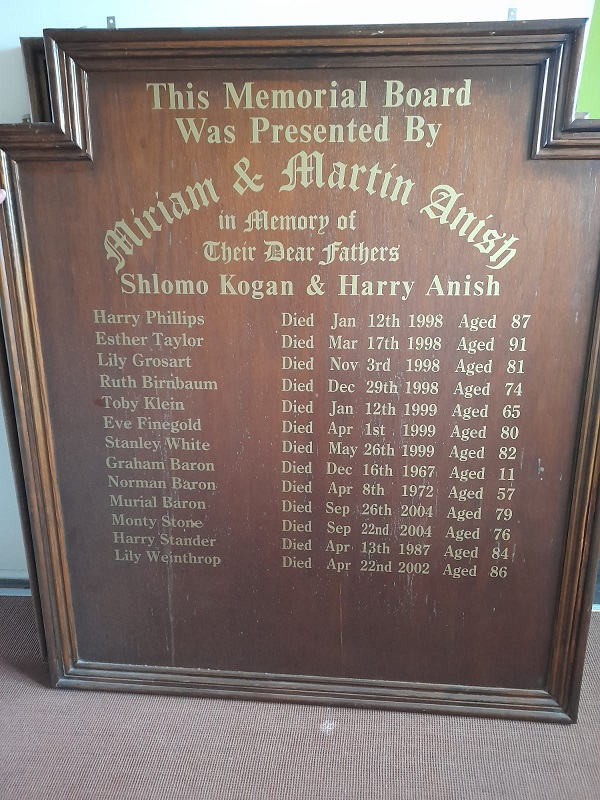 This Memorial Board
Was Presented By
Miriam & Martin Anish
in Memory of
Their Dear Fathers
Shlomo Kogan & Harry Anish
Harry Phillips Died Jan 12th 1998 Aged 87
Esther Taylor Died Mar 17th 1998 Aged 91
Lily Grosart Died Nov 3rd 1998 Aged 81
Ruth Birnbaum Died Dec 29th 1998 Aged 74
Toby Klein Died Jan 12th 1999 Aged 65
Eve Finegold Died Apr 1st 1999 Aged 80
Stanley White Died May 26th 1999 Aged 82
Graham Baron Died Dec 16th 1967 Aged 11
Norman Baron Died Apr 8th 1972 Aged 57
Murial Baron Died Sep 26th 2004 Aged 79
Monty Stone Died Sep 22nd 2004 Aged 76
Harry Stander Died Apr 13th 1987 Aged 84
Lily Weinthrop Died Apr 22nd 2002 Aged 86